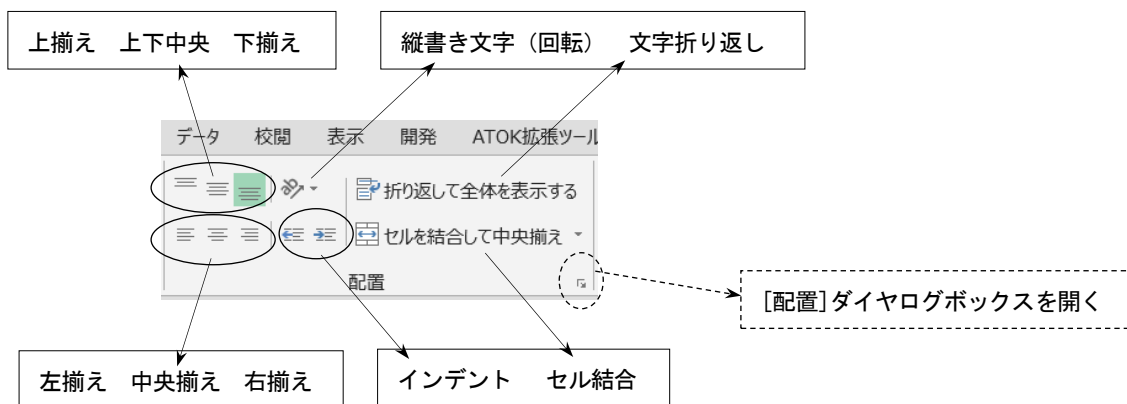 上揃え　上下中央　下揃え
縦書き文字（回転）　文字折り返し
データ　校閲　表示　開発　ATOK拡張ツール
折り返して全体を表示する
セルを結合して中央揃え
配置
[配置]ダイヤログボックスを開く
左揃え　中央揃え　右揃え
インデント　セル結合